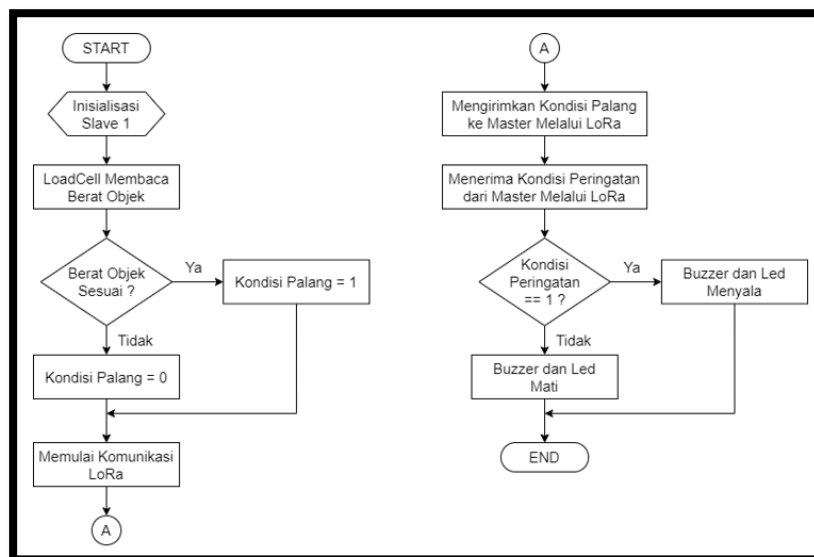 START
Inisialisasi
Slave 1
LoadCell Membaca
Berat Objek
Berat Objek
Sesuai ?
Ya
Kondisi Palang = 1
Tidak
Kondisi Palang = 0
Memulai Komunikasi
LoRa
A
A
Mengirimkan Kondisi Palang
ke Master Melalui LoRa
Menerima Kondisi Peringatan
dari Master Melalui LoRa
Kondisi
Peringatan
== 1 ?
Ya
Buzzer dan Led
Menyala
Tidak
Buzzer dan Led
Mati
END